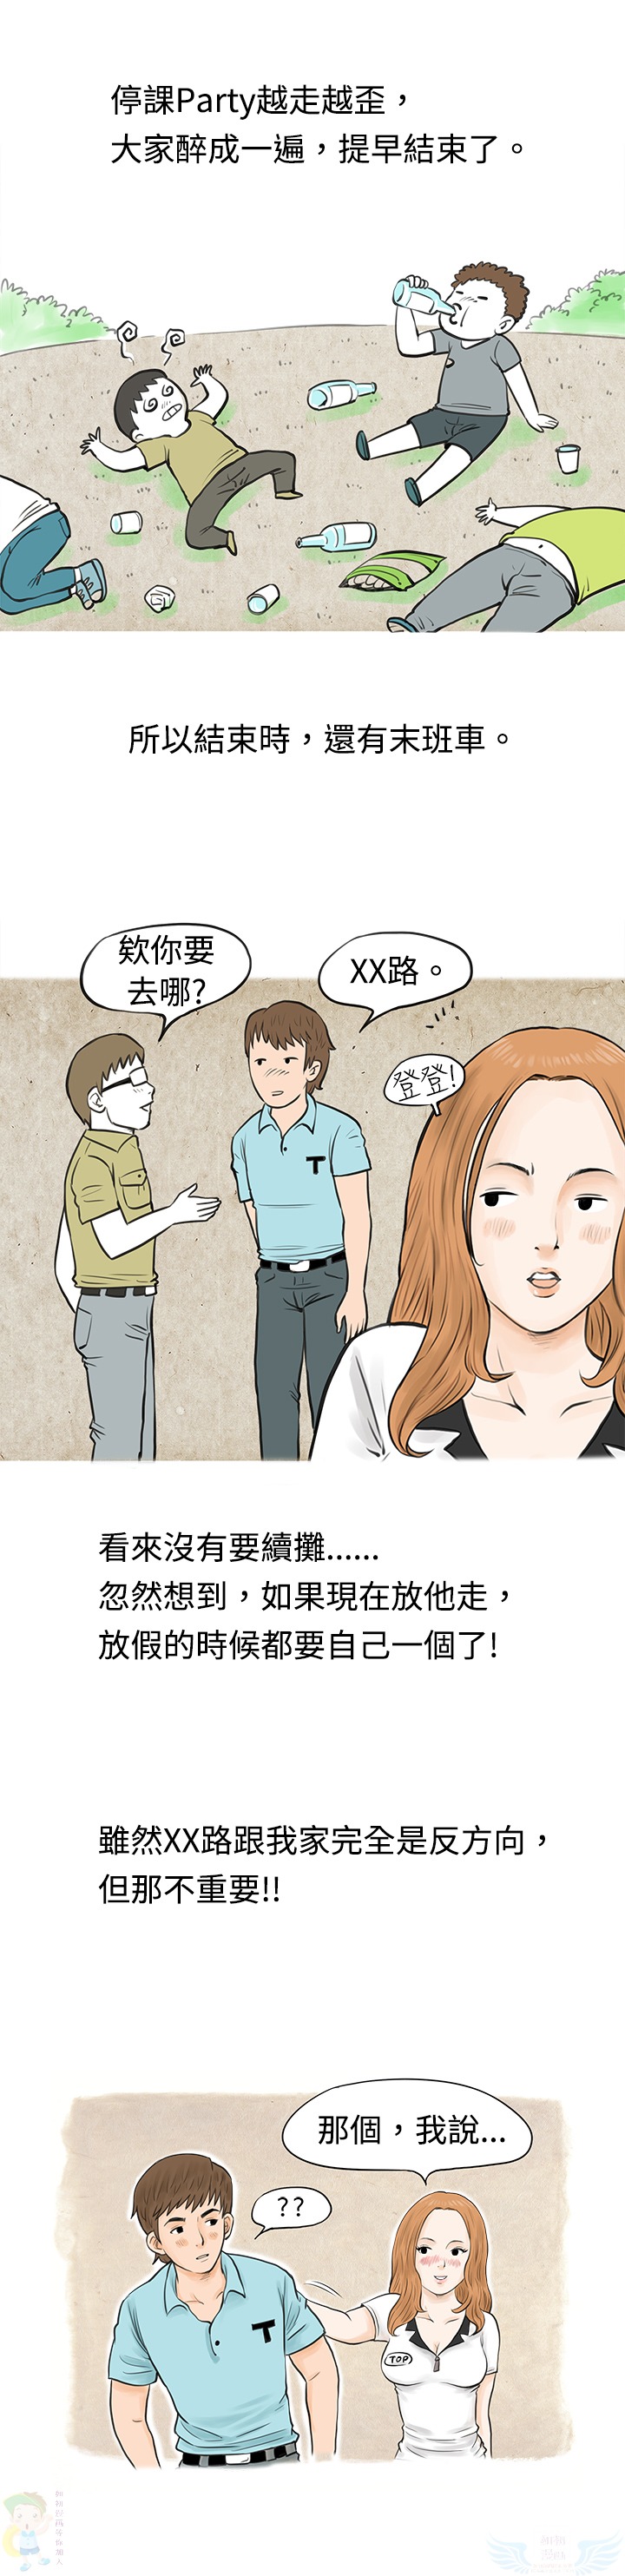 停課Party越走越歪，
大家醉成一遍，提早結束了。
所以結束時，還有末班車。
欸你要
去哪?
XX路。
登登!
T
看來沒有要續攤......
忽然想到，如果現在放他走，
放假的時候都要自己一個了!
雖然XX路跟我家完全是反方向，
但那不重要!!
那個，我說...
??
T
TOP